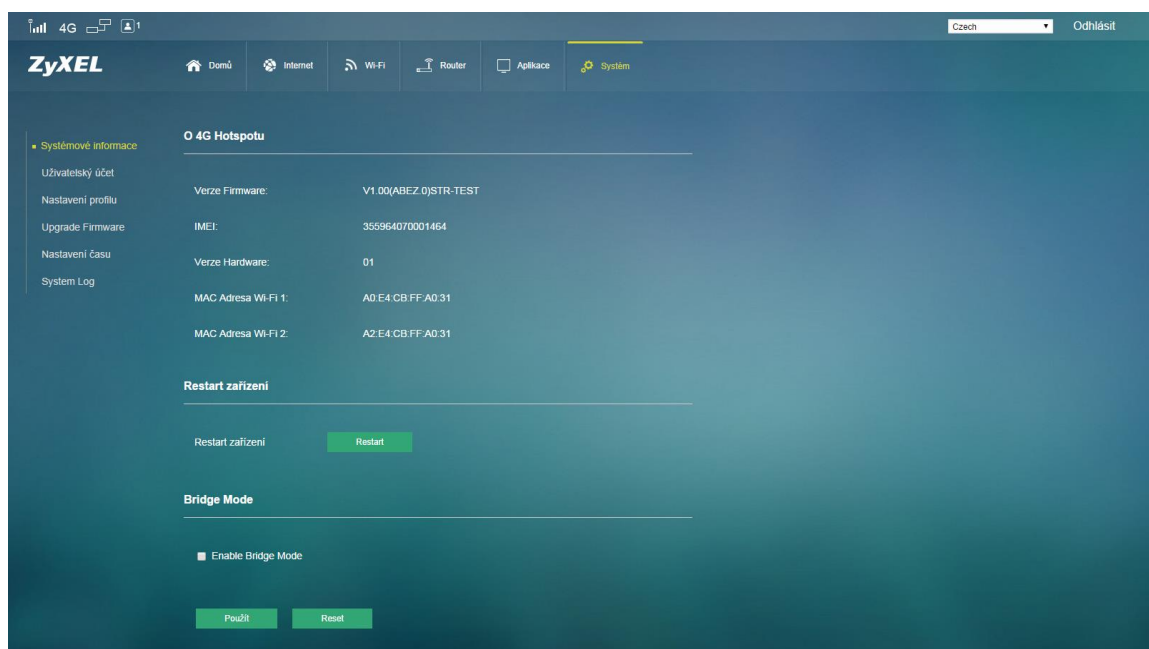 4G 1 Czech Odhlásit
ZyXEL Domů Internet Wi-Fi Router Aplikace Systém
O 4G Hotspotu
Systémové informace
Uživatelský účet
Nastavení profilu
Upgrade Firmware
Nastavení času
System Log
Verze Firmware: V1.00(ABEZ.0)STR-TEST
IMEI: 355964070001464
Verze Hardware: 01
MAC Adresa Wi-Fi 1: A0:E4:CB:FF:A0:31
MAC Adresa Wi-Fi 2: A2:E4:CB:FF:A0:31
Restart zařízení
Restart zařízení Restart
Bridge Mode
Enable Bridge Mode
Použít Reset